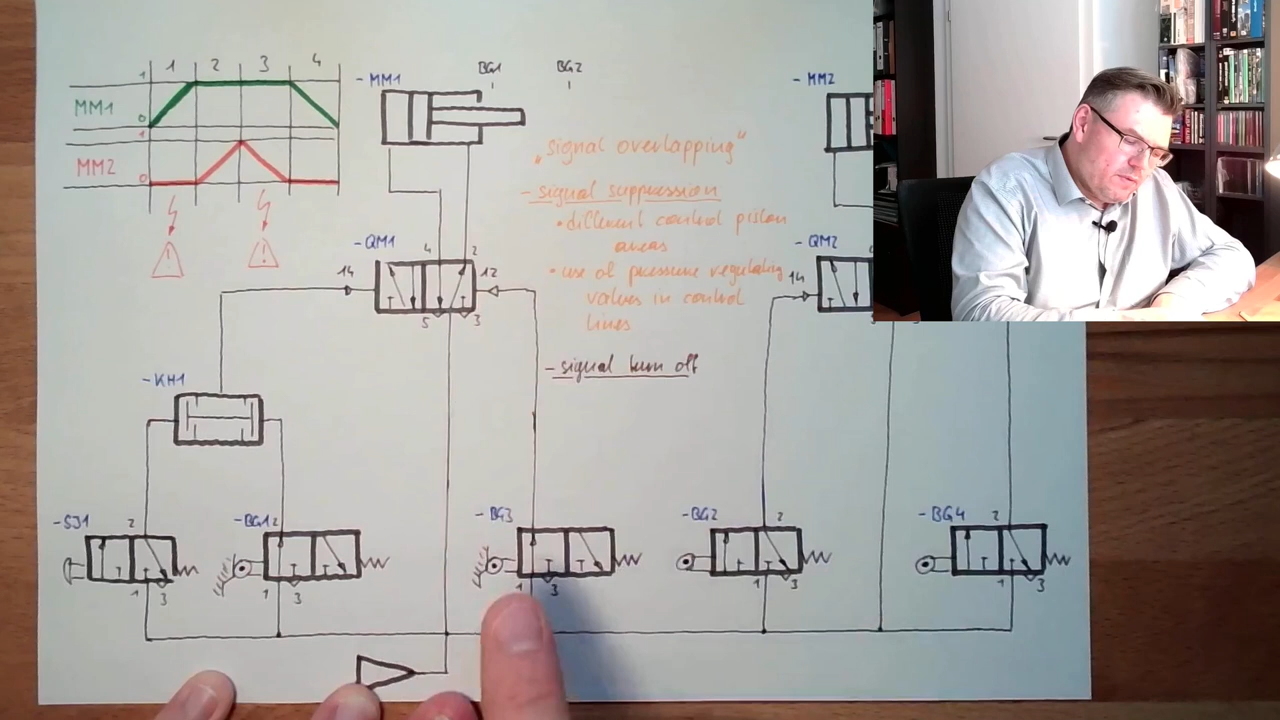 1 2 3 4
1
MM1
0
1
MM2
0
!
!
-MM1
BG1
BG2
-MM2
„signal overlapping"
- signal suppression
• different control piston
areas
• use of pressure regulating
valves in control
lines
- signal turn off
-QM1
4
2
14
12
5
3
-QM2
14
-KH1
-SJ1
2
1
3
-BG12
1
3
-BG3
1
3
-BG2
2
1
3
-BG4
2
1
3